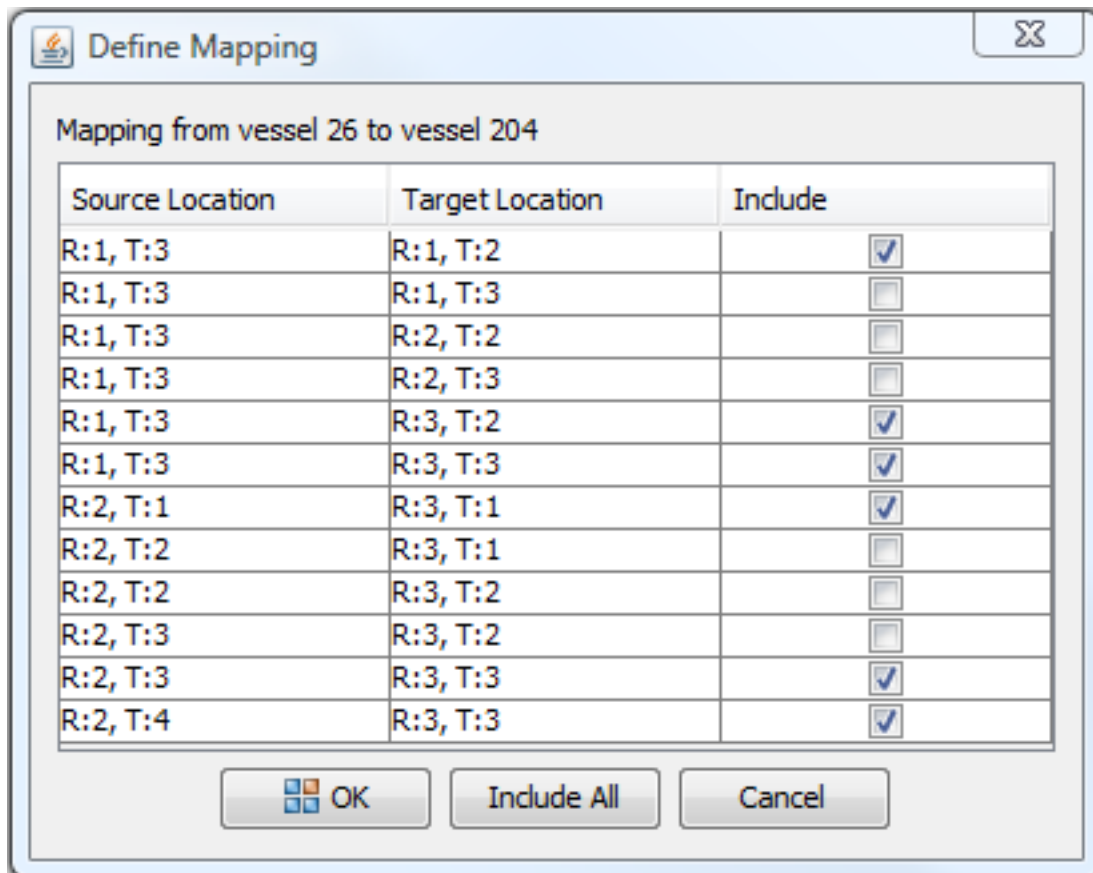 Define Mapping
Mapping from vessel 26 to vessel 204
Source Location Target Location Include
R:1, T:3 R:1, T:2
R:1, T:3 R:1, T:3
R:1, T:3 R:2, T:2
R:1, T:3 R:2, T:3
R:1, T:3 R:3, T:2
R:1, T:3 R:3, T:3
R:2, T:1 R:3, T:1
R:2, T:2 R:3, T:1
R:2, T:2 R:3, T:2
R:2, T:3 R:3, T:2
R:2, T:3 R:3, T:3
R:2, T:4 R:3, T:3
OK Include All Cancel